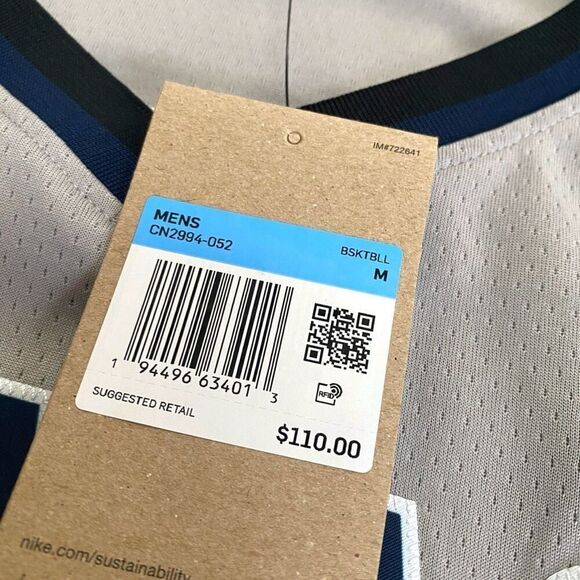 IM#722641
MENS
CN2994-052
BSKTBLL
M
1 94496 63401 3
RFID
SUGGESTED RETAIL
$110.00
nike.com/sustainability